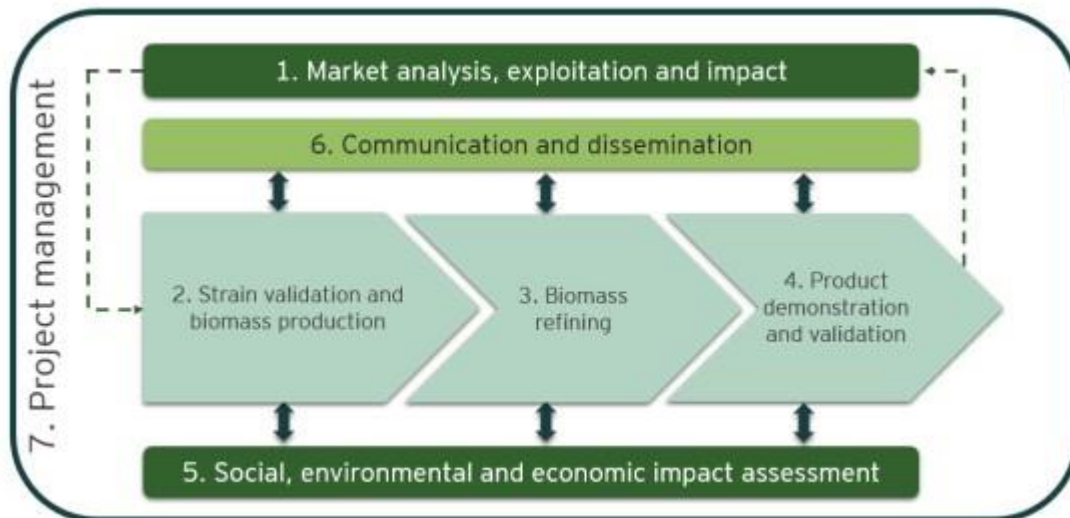 7. Project management
1. Market analysis, exploitation and impact
6. Communication and dissemination
2. Strain validation and
biomass production
3. Biomass
refining
4. Product
demonstration
and validation
5. Social, environmental and economic impact assessment